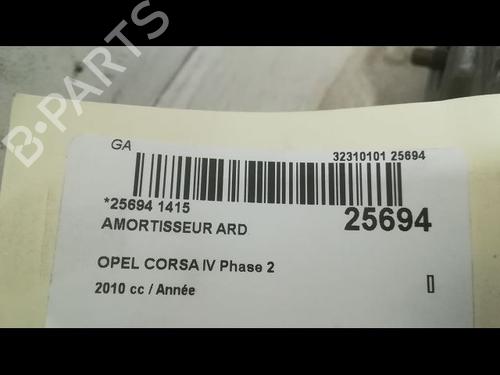 B-PARTS
GA
32310101 25694
*25694 1415
25694
AMORTISSEUR ARD
OPEL CORSA IV Phase 2
2010 cc / Année